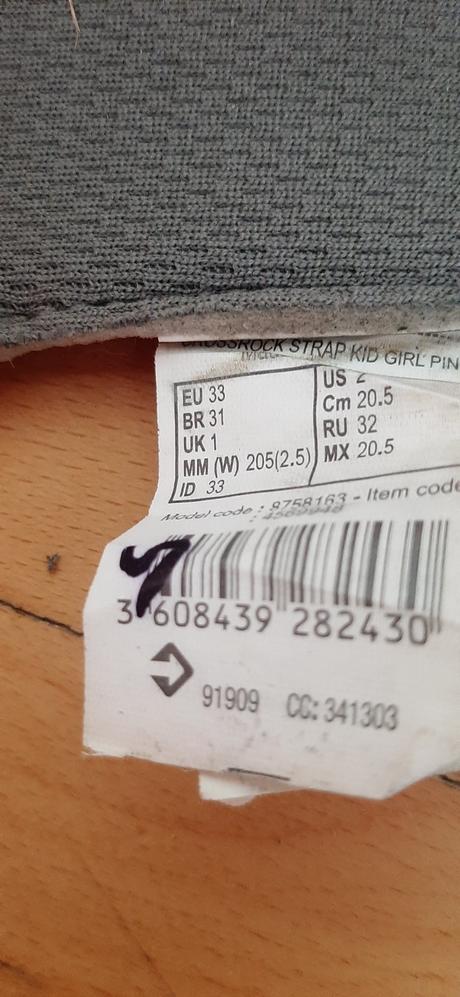 CROSSROCK STRAP KID GIRL PIN
EU 33
BR 31
UK 1
MM (W) 205(2.5)
ID 33
US 2
Cm 20.5
RU 32
MX 20.5
Model code : 8758163 - Item code
: 4569948
3 608439 282430
91909 CC: 341303